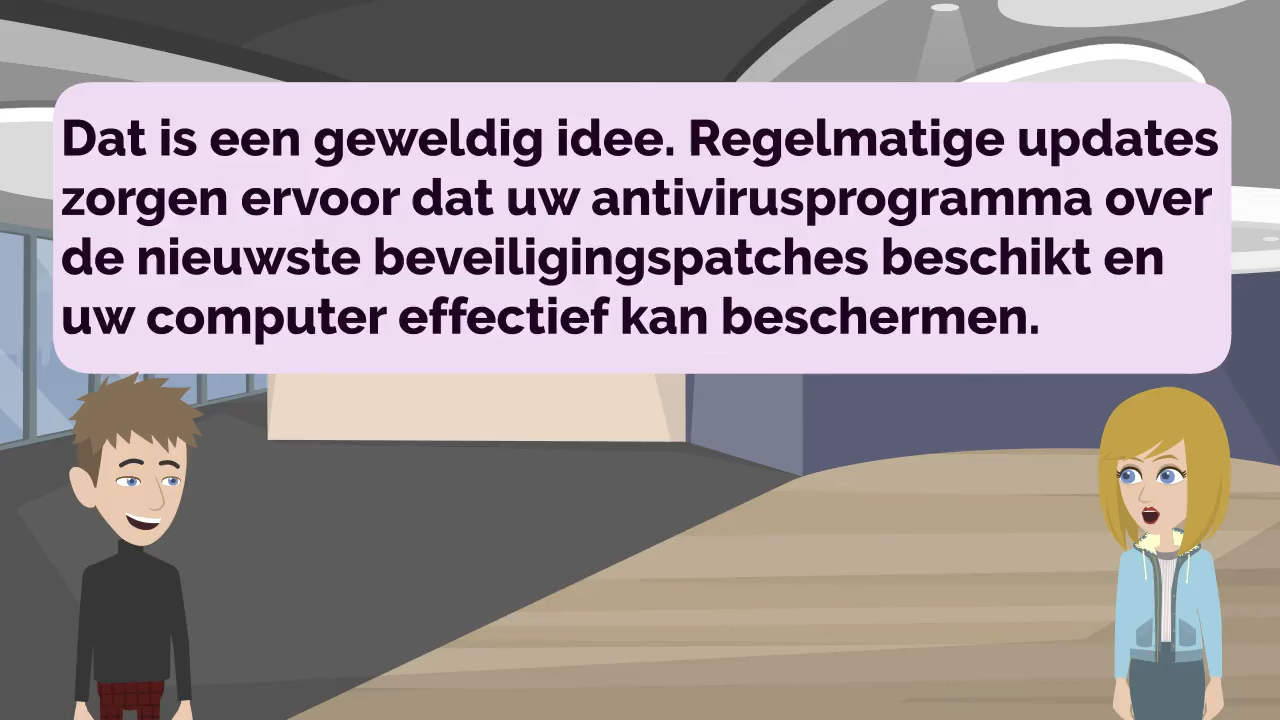 Dat is een geweldig idee. Regelmatige updates
zorgen ervoor dat uw antivirusprogramma over
de nieuwste beveiligingspatches beschikt en
uw computer effectief kan beschermen.